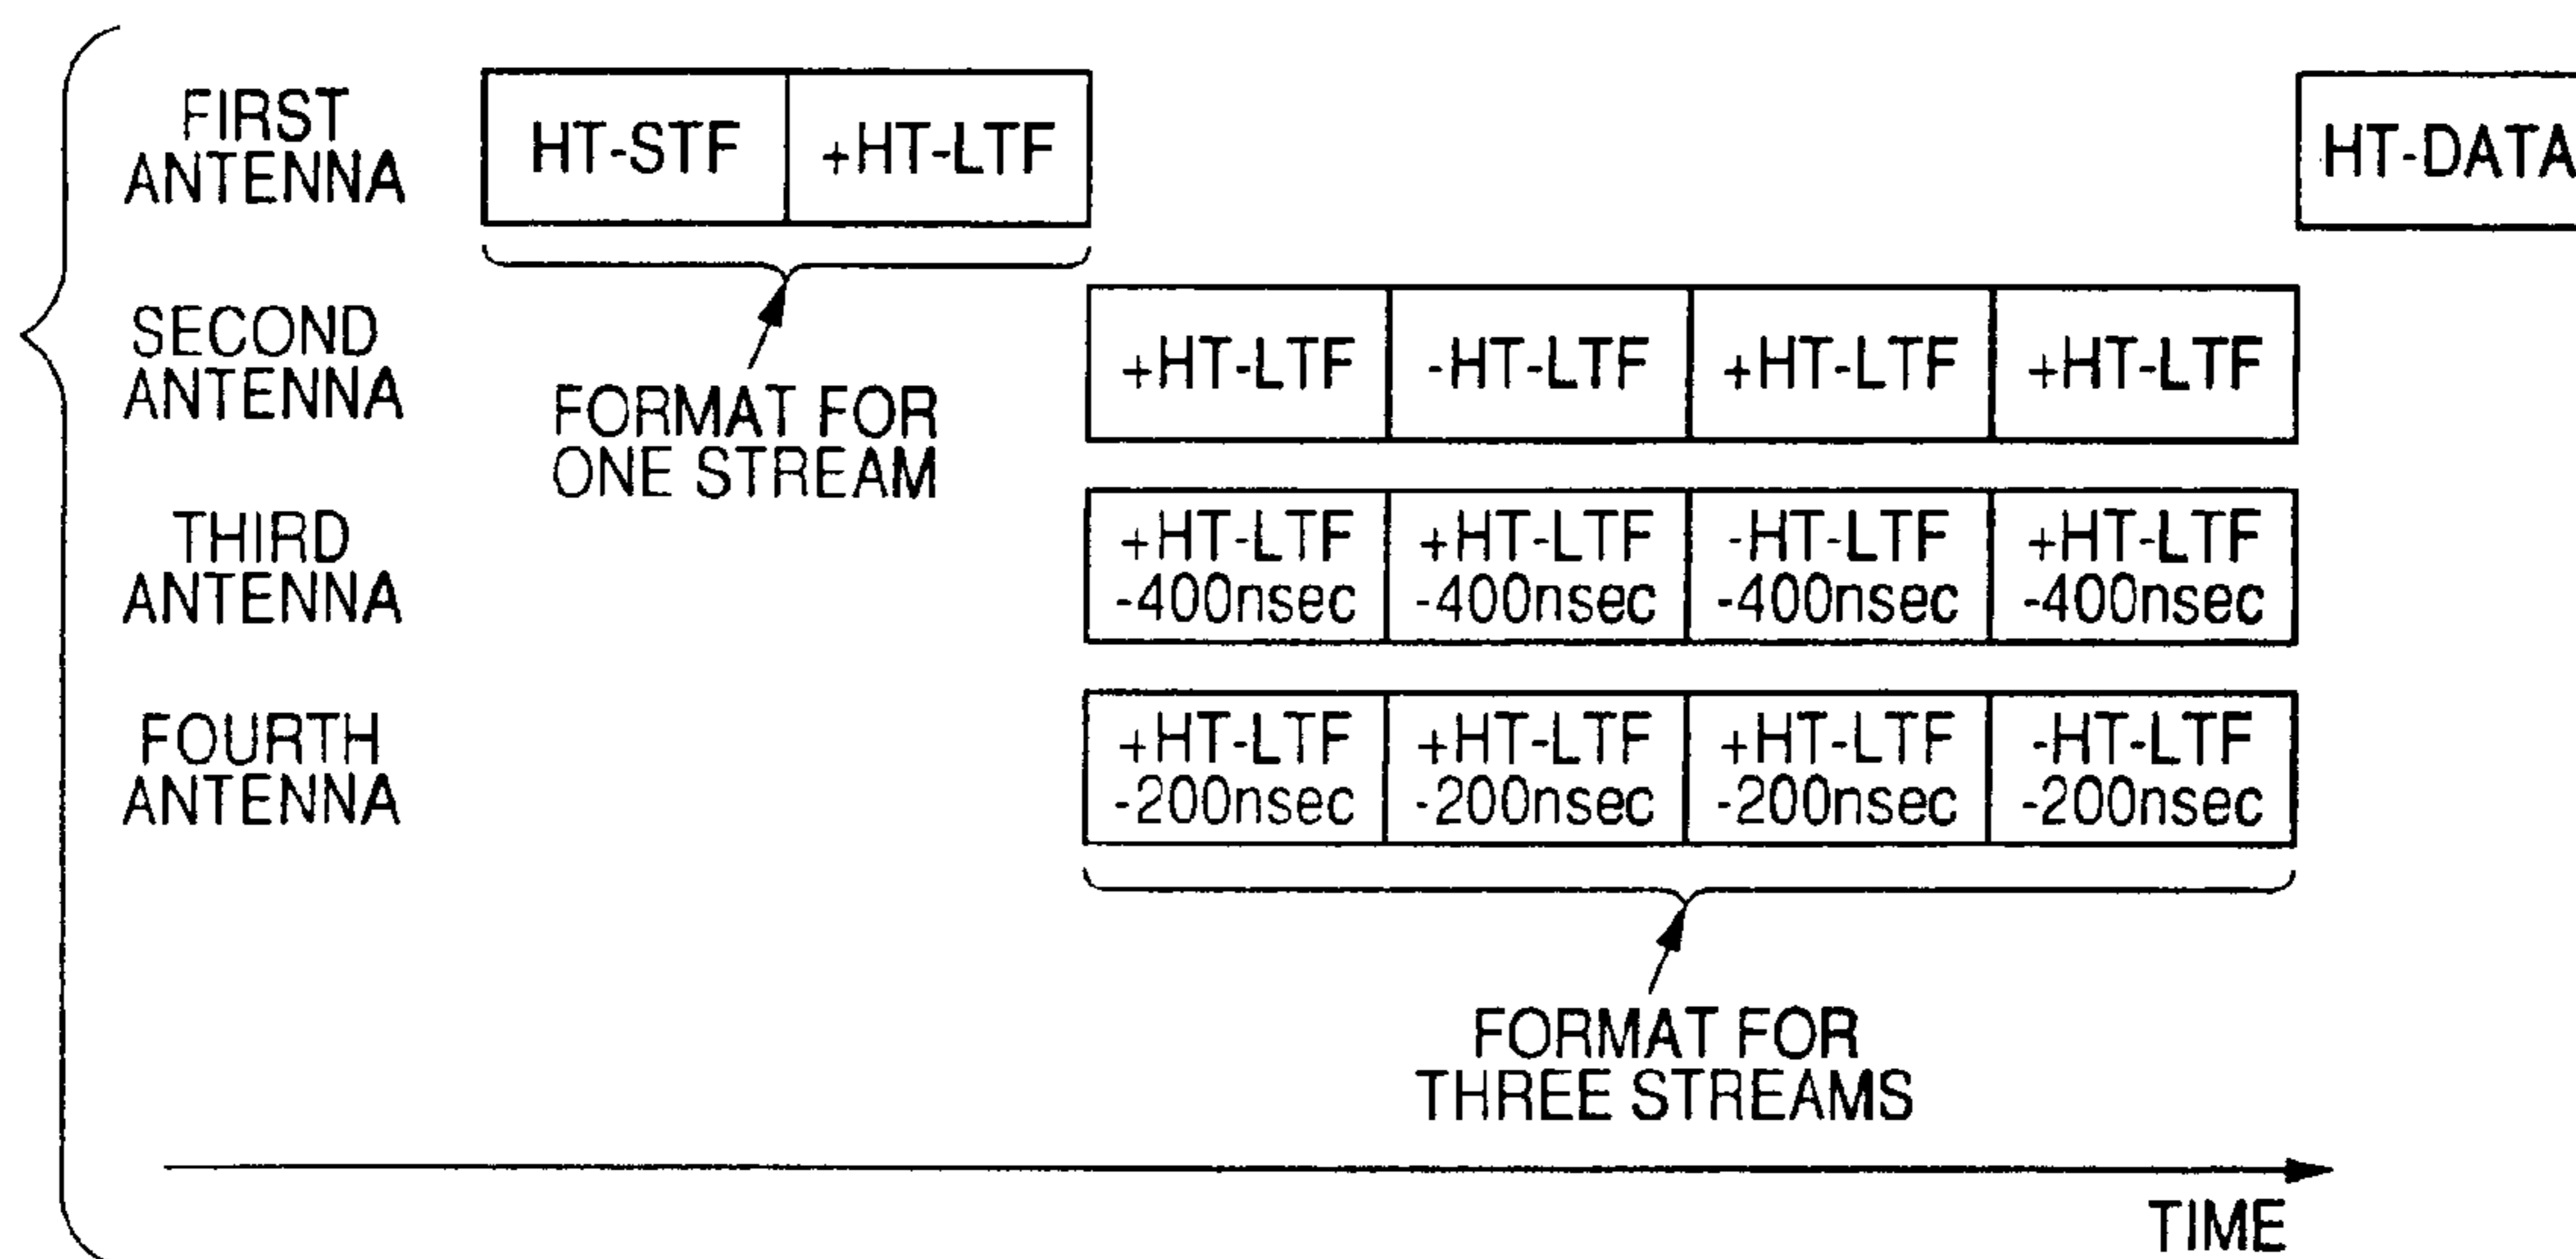 FIRST
ANTENNA
HT-STF
+HT-LTF
HT-DATA
FORMAT FOR
ONE STREAM
SECOND
ANTENNA
+HT-LTF
-HT-LTF
+HT-LTF
+HT-LTF
THIRD
ANTENNA
+HT-LTF
-400nsec
+HT-LTF
-400nsec
-HT-LTF
-400nsec
+HT-LTF
-400nsec
FOURTH
ANTENNA
+HT-LTF
-200nsec
+HT-LTF
-200nsec
+HT-LTF
-200nsec
-HT-LTF
-200nsec
FORMAT FOR
THREE STREAMS
TIME